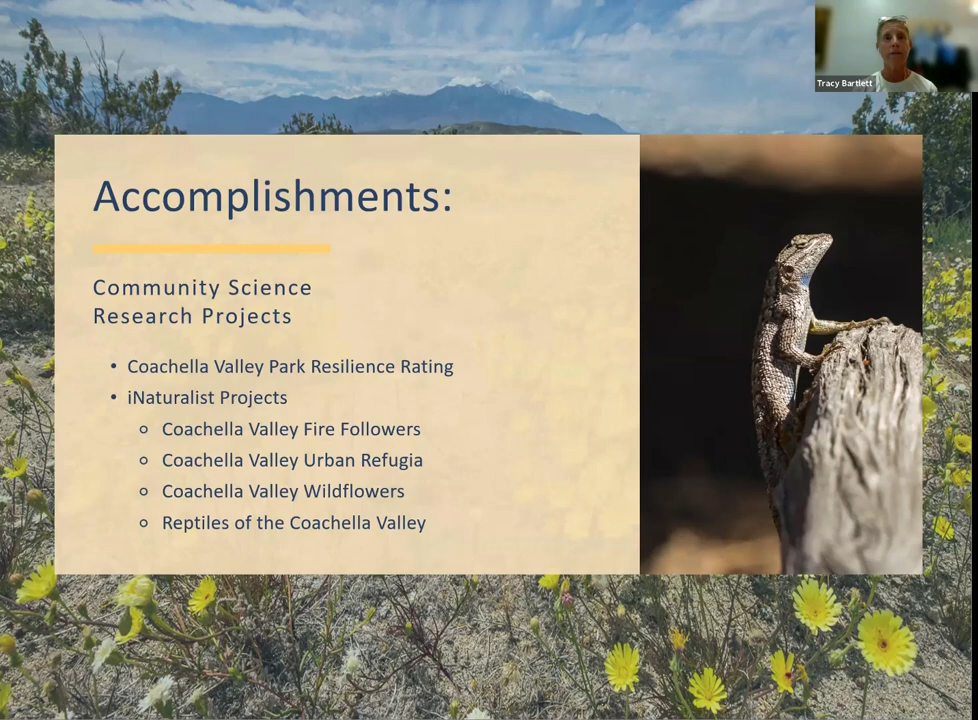 Tracy Bartlett
Accomplishments:
Community Science
Research Projects
• Coachella Valley Park Resilience Rating
• iNaturalist Projects
○ Coachella Valley Fire Followers
○ Coachella Valley Urban Refugia
○ Coachella Valley Wildflowers
○ Reptiles of the Coachella Valley